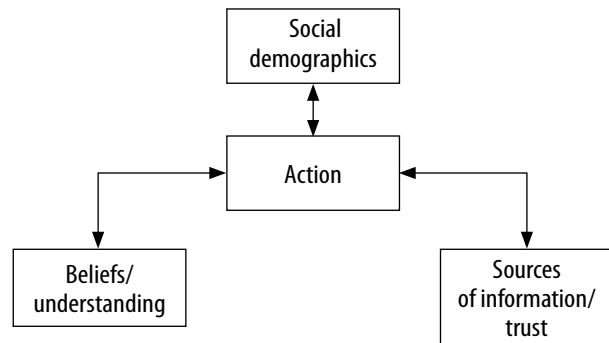 Social
demographics
Action
Beliefs/
understanding
Sources
of information/
trust